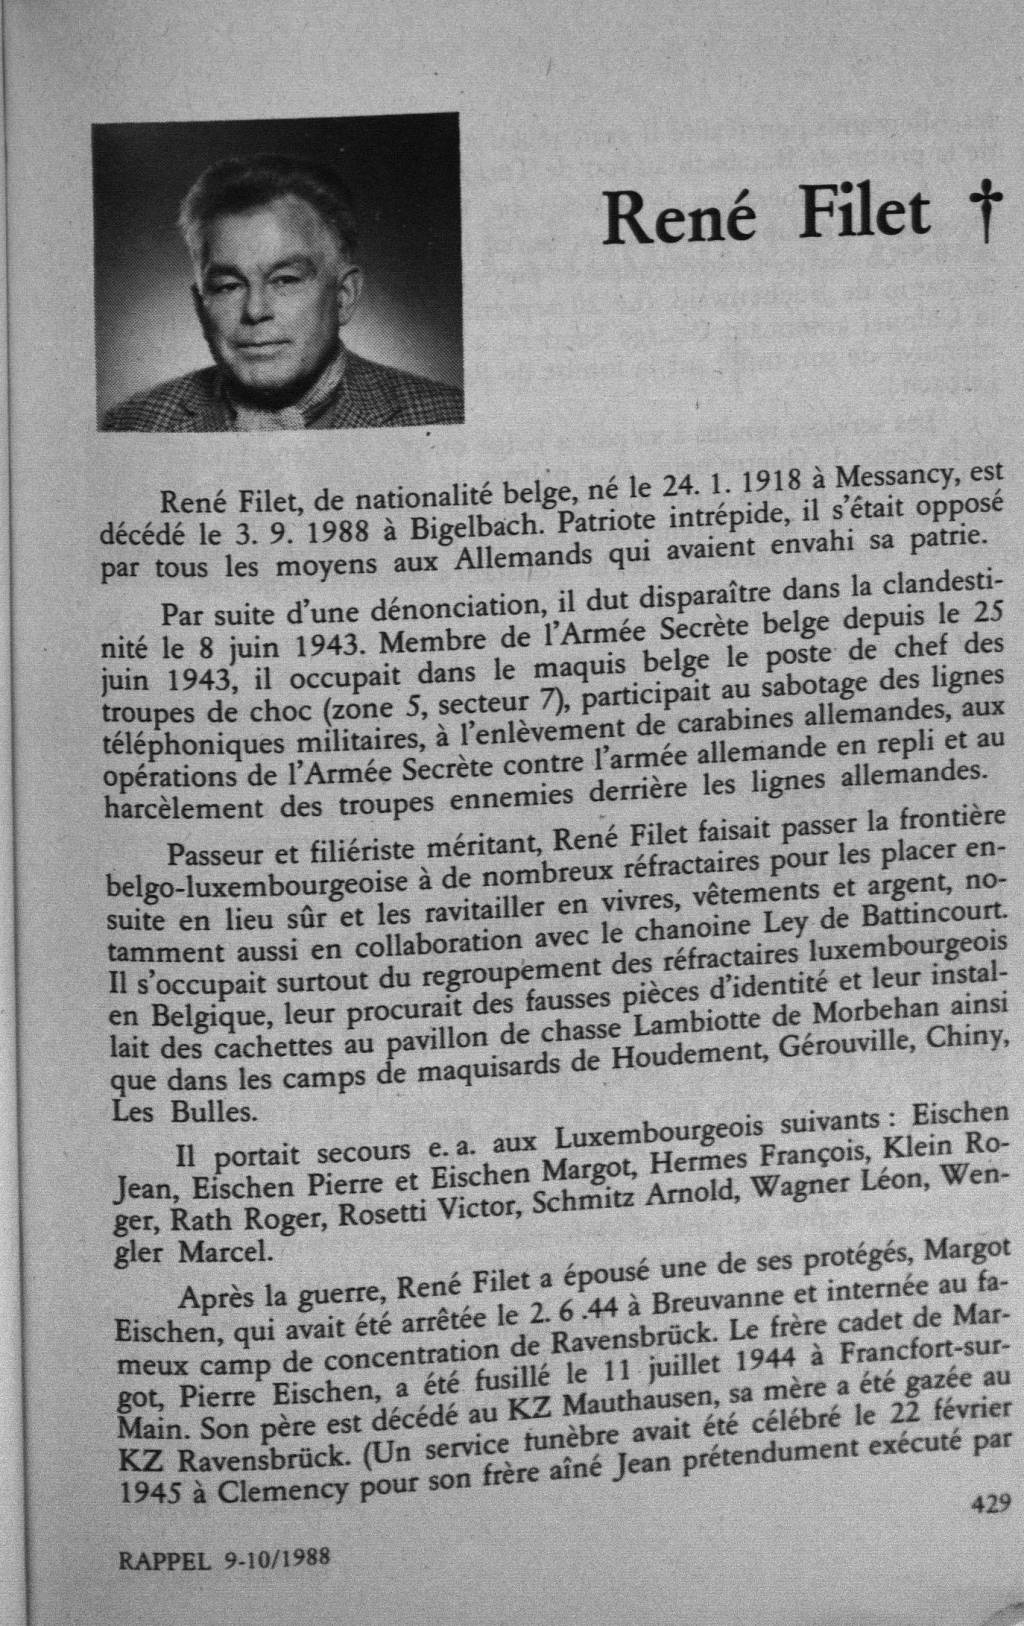 René Filet †
René Filet, de nationalité belge, né le 24. 1. 1918 à Messancy, est
décédé le 3. 9. 1988 à Bigelbach. Patriote intrépide, il s'était opposé
par tous les moyens aux Allemands qui avaient envahi sa patrie.
Par suite d'une dénonciation, il dut disparaître dans la clandesti-
nité le 8 juin 1943. Membre de l'Armée Secrète belge depuis le 25
juin 1943, il occupait dans le maquis belge le poste de chef des
troupes de choc (zone 5, secteur 7), participait au sabotage des lignes
téléphoniques militaires, à l'enlèvement de carabines allemandes, aux
opérations de l'Armée Secrète contre l'armée allemande en repli et au
harcèlement des troupes ennemies derrière les lignes allemandes.
Passeur et filiériste méritant, René Filet faisait passer la frontière
belgo-luxembourgeoise à de nombreux réfractaires pour les placer en-
suite en lieu sûr et les ravitailler en vivres, vêtements et argent, no-
tamment aussi en collaboration avec le chanoine Ley de Battincourt.
Il s'occupait surtout du regroupement des réfractaires luxembourgeois
en Belgique, leur procurait des fausses pièces d'identité et leur instal-
lait des cachettes au pavillon de chasse Lambiotte de Morbehan ainsi
que dans les camps de maquisards de Houdement, Gérouville, Chiny,
Les Bulles.
Il portait secours e. a. aux Luxembourgeois suivants : Eischen
Jean, Eischen Pierre et Eischen Margot, Hermes François, Klein Ro-
ger, Rath Roger, Rosetti Victor, Schmitz Arnold, Wagner Léon, Wen-
gler Marcel.
Après la guerre, René Filet a épousé une de ses protégés, Margot
Eischen, qui avait été arrêtée le 2. 6 .44 à Breuvanne et internée au fa-
meux camp de concentration de Ravensbrück. Le frère cadet de Mar-
got, Pierre Eischen, a été fusillé le 11 juillet 1944 à Francfort-sur-
Main. Son père est décédé au KZ Mauthausen, sa mère a été gazée au
KZ Ravensbrück. (Un service funèbre avait été célébré le 22 février
1945 à Clemency pour son frère aîné Jean prétendument exécuté par
429
RAPPEL 9-10/1988